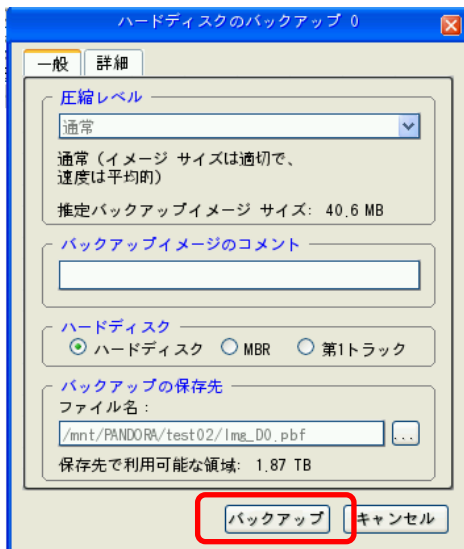 ハードディスクのバックアップ 0
一般 詳細
圧縮レベル
通常
通常（イメージ サイズは適切で、
速度は平均的）
推定バックアップイメージ サイズ: 40.6 MB
バックアップイメージのコメント
ハードディスク
ハードディスク MBR 第1トラック
バックアップの保存先
ファイル名：
/mnt/PANDORA/test02/Img_D0.pbf ...
保存先で利用可能な領域: 1.87 TB
バックアップ キャンセル